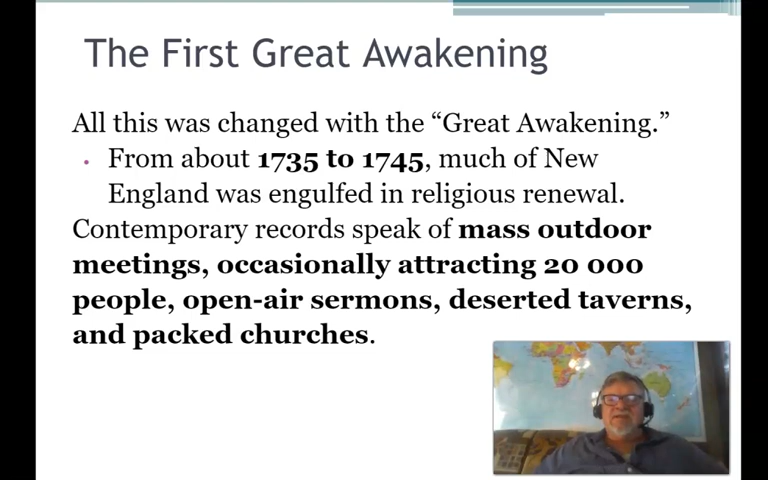 The First Great Awakening
All this was changed with the “Great Awakening.”
• From about 1735 to 1745, much of New
England was engulfed in religious renewal.
Contemporary records speak of mass outdoor
meetings, occasionally attracting 20 000
people, open-air sermons, deserted taverns,
and packed churches.